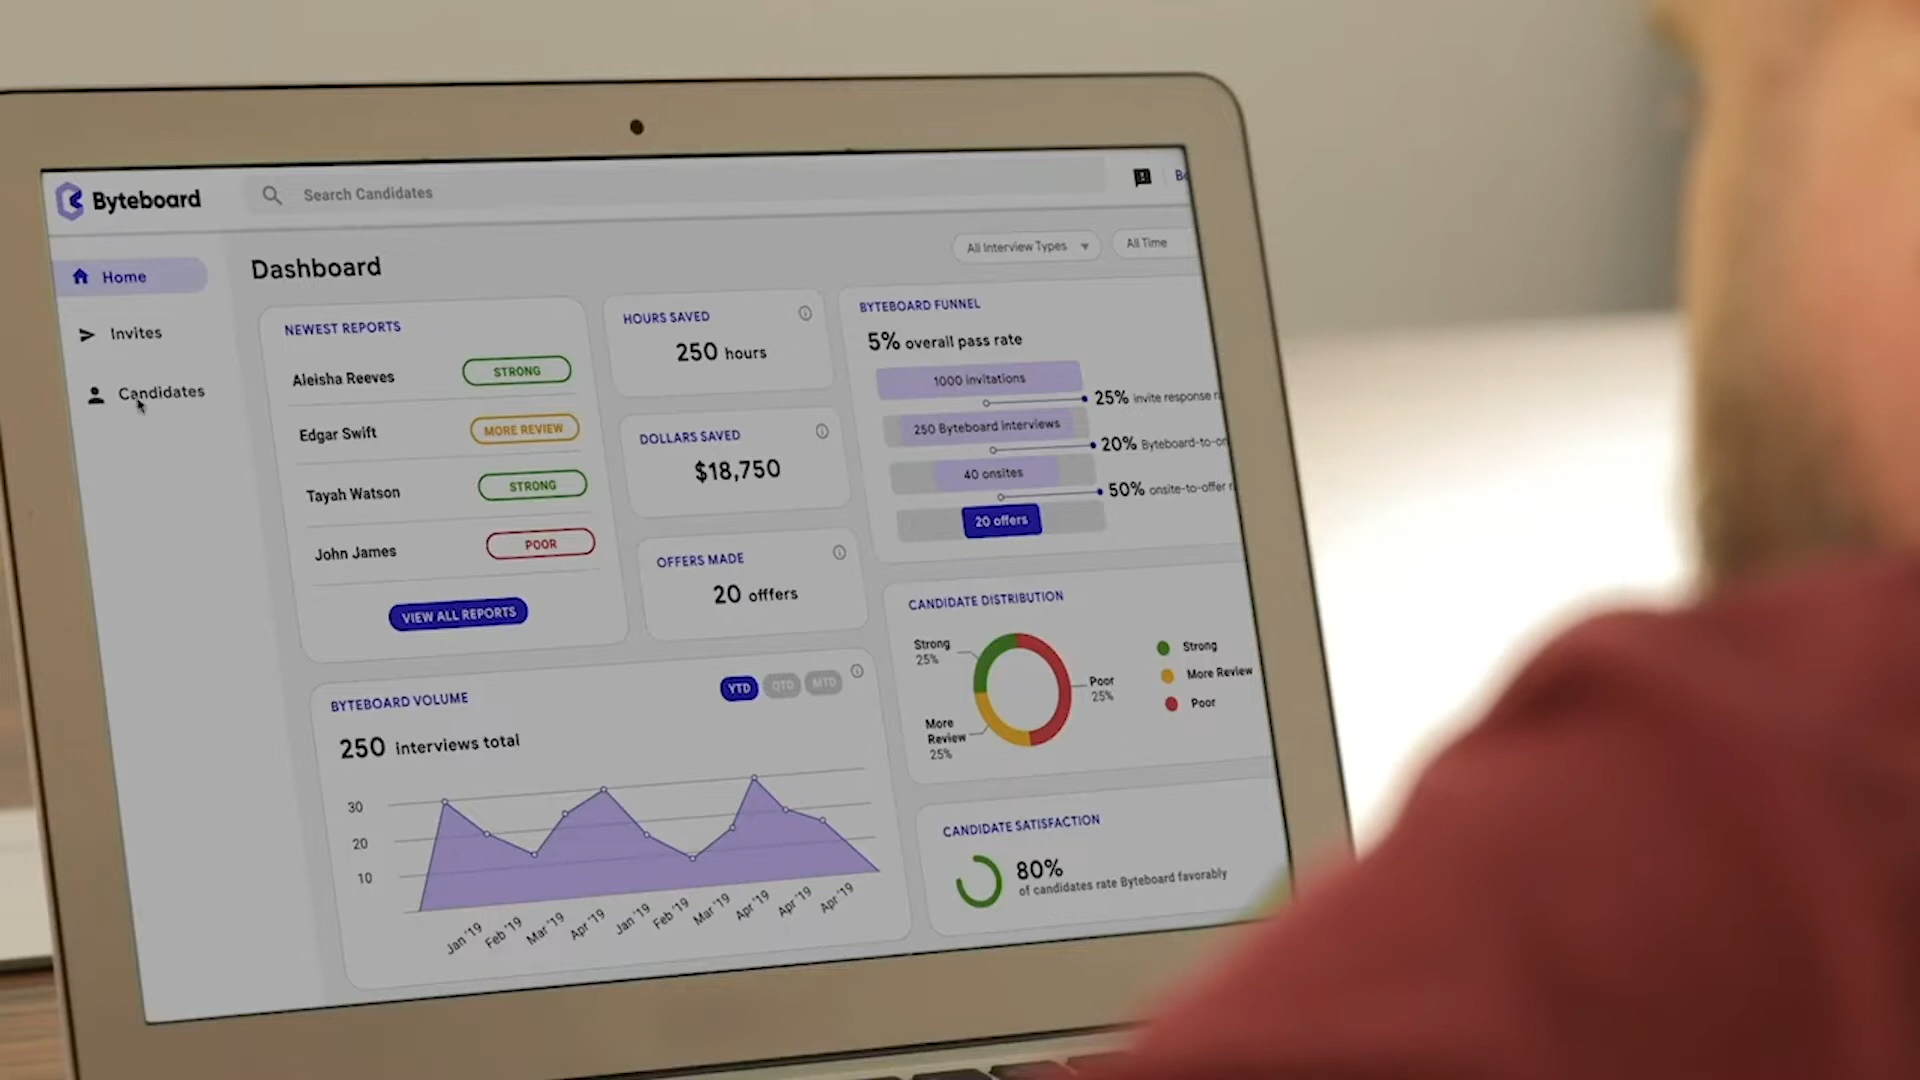 Byteboard
Search Candidates
Home
Invites
Candidates
Dashboard
All Interview Types
All Time
NEWEST REPORTS
Aleisha Reeves
STRONG
Edgar Swift
MORE REVIEW
Tayah Watson
STRONG
John James
POOR
VIEW ALL REPORTS
HOURS SAVED
250 hours
DOLLARS SAVED
$18,750
OFFERS MADE
20 offfers
BYTEBOARD FUNNEL
5% overall pass rate
1000 invitations
25% invite response
250 Byteboard interviews
20%
40 onsites
50% onsite-to-offer
20 offers
BYTEBOARD VOLUME
YTD
QTD
MTD
250 interviews total
30
20
10
Jan '19
Feb '19
Mar '19
Apr '19
Jan '19
Feb '19
Mar '19
Apr '19
Apr '19
Apr '19
CANDIDATE DISTRIBUTION
Strong
25%
More
Review
25%
Poor
25%
Strong
More Review
Poor
CANDIDATE SATISFACTION
80%
of candidates rate Byteboard favorably